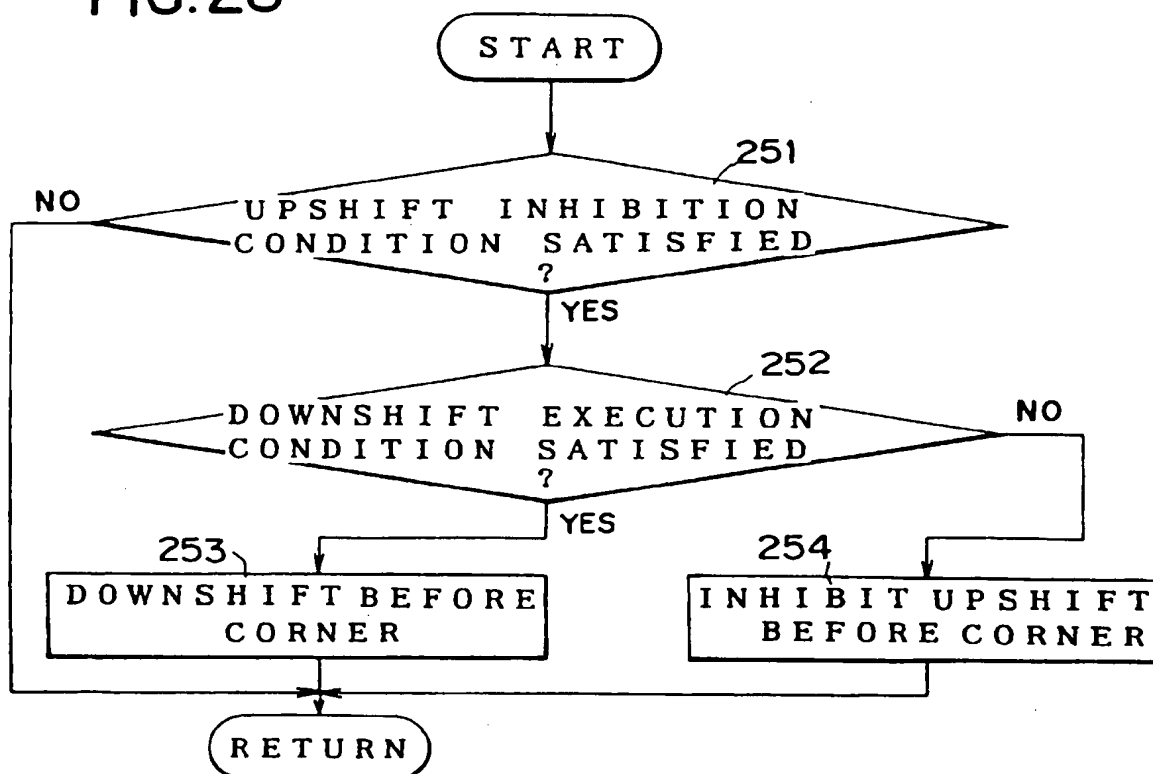 START
251
NO
UPSHIFT INHIBITION
CONDITION SATISFIED
?
YES
252
DOWNSHIFT EXECUTION
CONDITION SATISFIED
?
NO
YES
253
DOWNSHIFT BEFORE
CORNER
254
INHIBIT UPSHIFT
BEFORE CORNER
RETURN